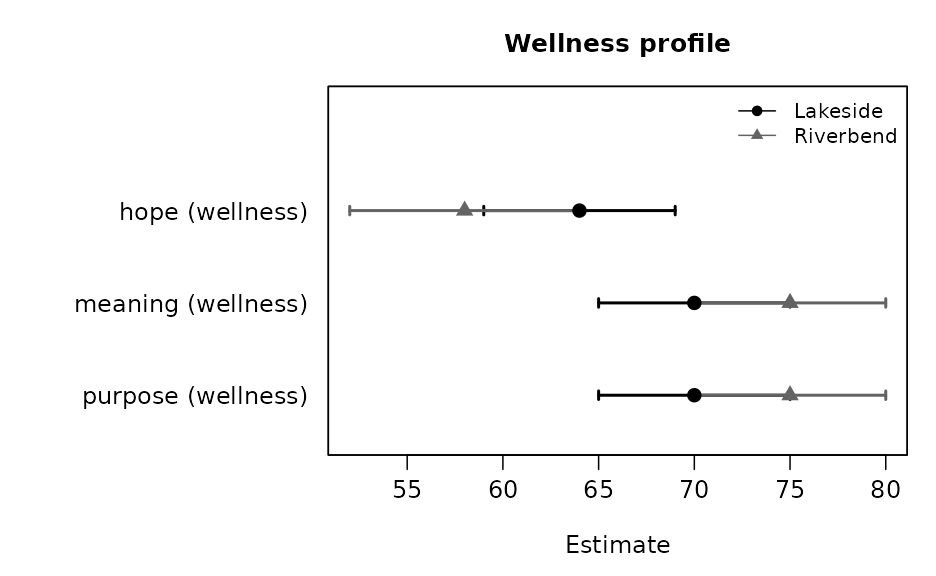 Wellness profile
Lakeside
Riverbend
hope (wellness)
meaning (wellness)
purpose (wellness)
55 60 65 70 75 80
Estimate